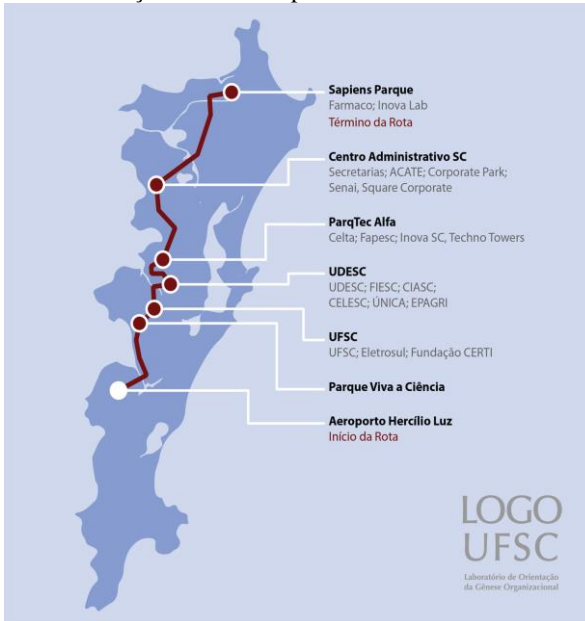 Sapiens Parque
Farmaco; Inova Lab
Término da Rota
Centro Administrativo SC
Secretarias; ACATE; Corporate Park;
Senai, Square Corporate
ParqTec Alfa
Celta; Fapesc; Inova SC, Techno Towers
UDESC
UDESC; FIESC; CIASC;
CELESC; ÚNICA; EPAGRI
UFSC
UFSC; Eletrosul; Fundação CERTI
Parque Viva a Ciência
Aeroporto Hercílio Luz
Início da Rota
LOGO
UFSC
Laboratório de Orientação
da Gênese Organizacional